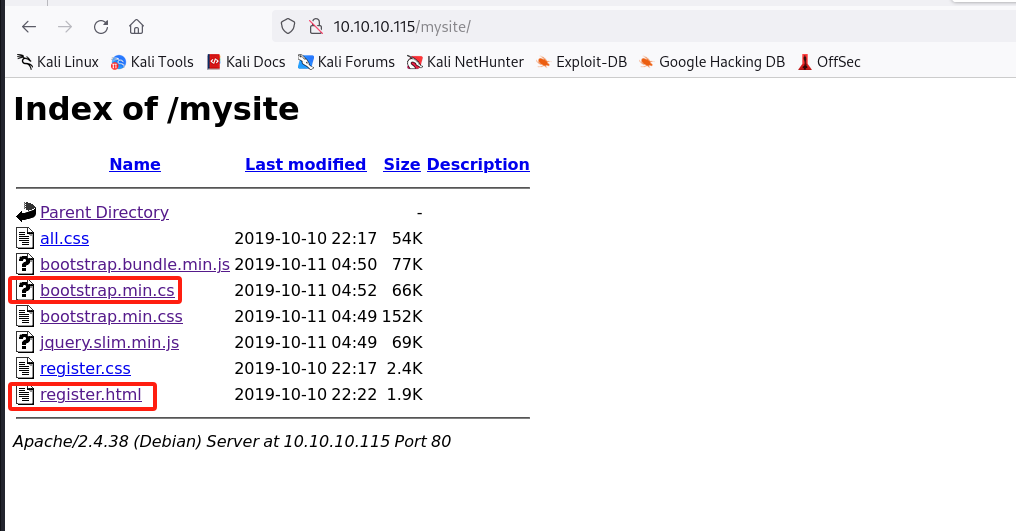 10.10.10.115/mysite/
Kali Linux Kali Tools Kali Docs Kali Forums Kali NetHunter Exploit-DB Google Hacking DB OffSec
Index of /mysite
Name Last modified Size Description
Parent Directory -
all.css 2019-10-10 22:17 54K
bootstrap.bundle.min.js 2019-10-11 04:50 77K
bootstrap.min.cs 2019-10-11 04:52 66K
bootstrap.min.css 2019-10-11 04:49 152K
jquery.slim.min.js 2019-10-11 04:49 69K
register.css 2019-10-10 22:17 2.4K
register.html 2019-10-10 22:22 1.9K
Apache/2.4.38 (Debian) Server at 10.10.10.115 Port 80